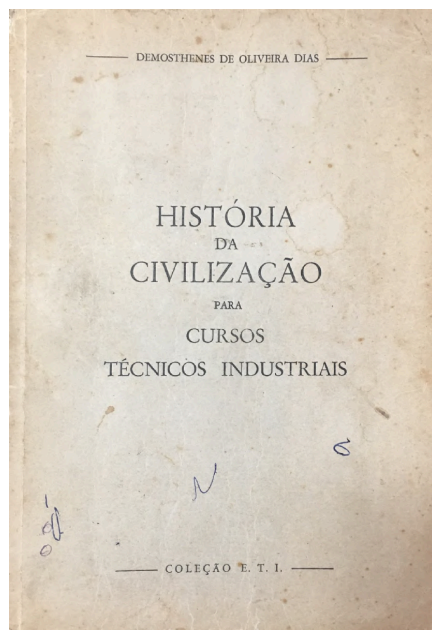 DEMOSTHENES DE OLIVEIRA DIAS
HISTÓRIA
DA
CIVILIZAÇÃO
PARA
CURSOS
TÉCNICOS INDUSTRIAIS
N
COLEÇÃO E. T. I.